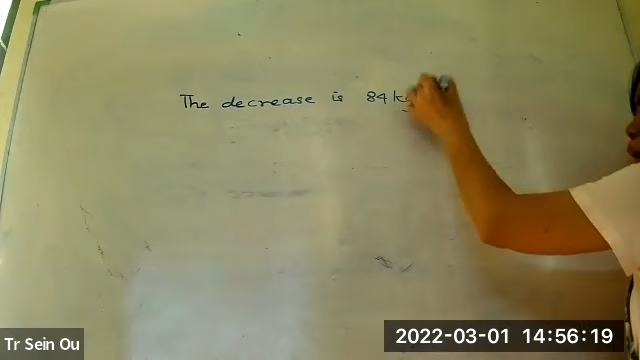 The decrease is 84
Tr Sein Ou
2022-03-01 14:56:19